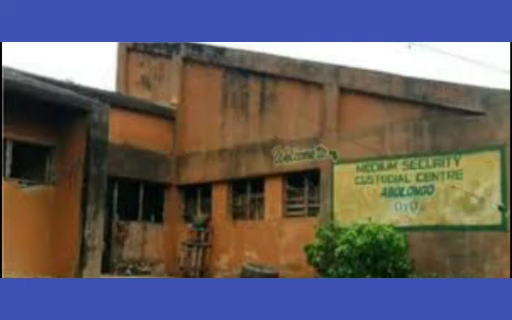 Welcome to
MEDIUM SECURITY
CUSTODIAL CENTRE
ABOLONGO
OYO